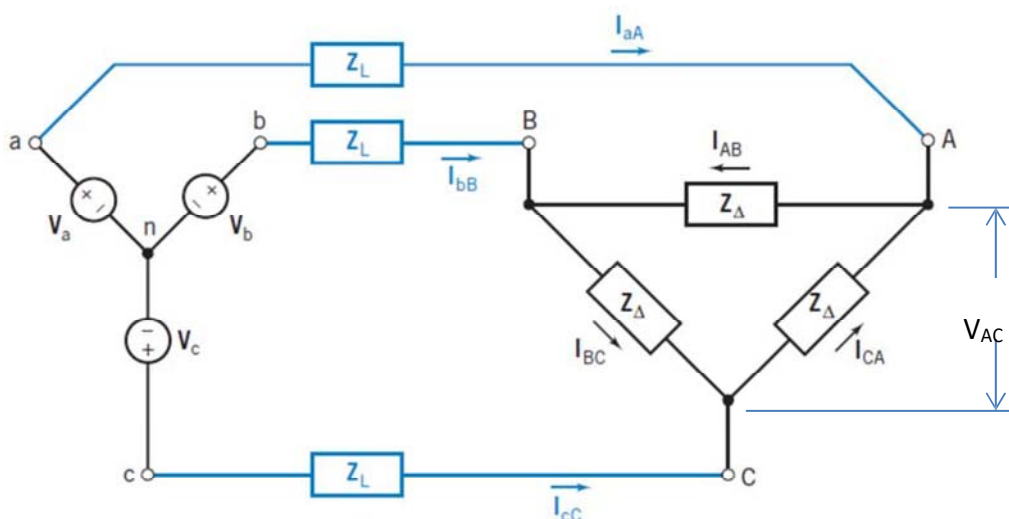 I_aA
Z_L
a
b
Z_L
B
A
I_bB
I_AB
Z_Δ
+
−
V_a
n
+
−
V_b
Z_Δ
I_BC
Z_Δ
I_CA
V_AC
−
+
V_c
c
Z_L
I_cC
C